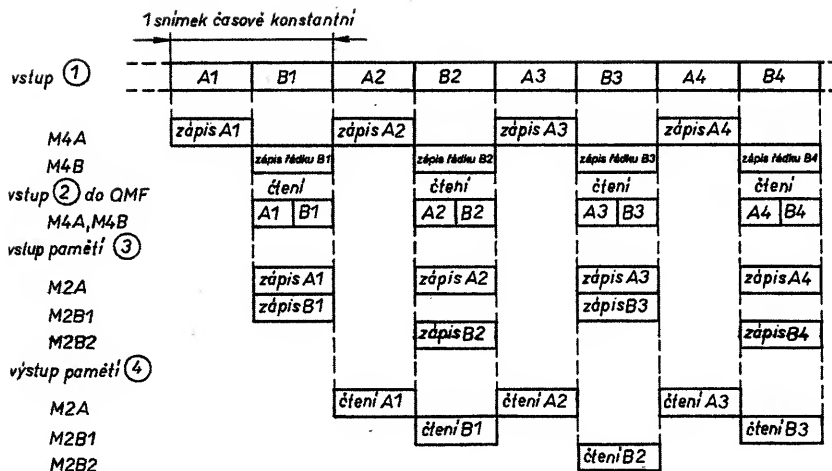 1 snímek časově konstantní
vstup 1 A1 B1 A2 B2 A3 B3 A4 B4
M4A zápis A1 zápis A2 zápis A3 zápis A4
M4B zápis řádku B1 zápis řádku B2 zápis řádku B3 zápis řádku B4
vstup 2 do QMF čtení čtení čtení čtení
M4A,M4B A1 B1 A2 B2 A3 B3 A4 B4
vstup pamětí 3
M2A zápis A1 zápis A2 zápis A3 zápis A4
M2B1 zápis B1 zápis B3
M2B2 zápis B2 zápis B4
výstup pamětí 4
M2A čtení A1 čtení A2 čtení A3
M2B1 čtení B1 čtení B3
M2B2 čtení B2